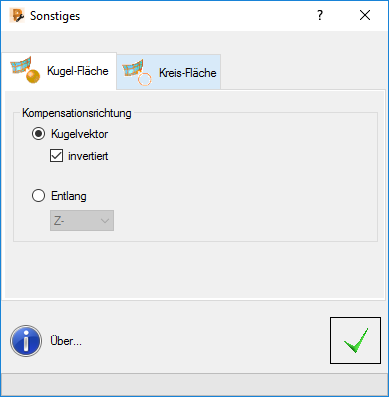 Sonstiges
?
Kugel-Fläche
Kreis-Fläche
Kompensationsrichtung
Kugelvektor
invertiert
Entlang
Z-
Über...